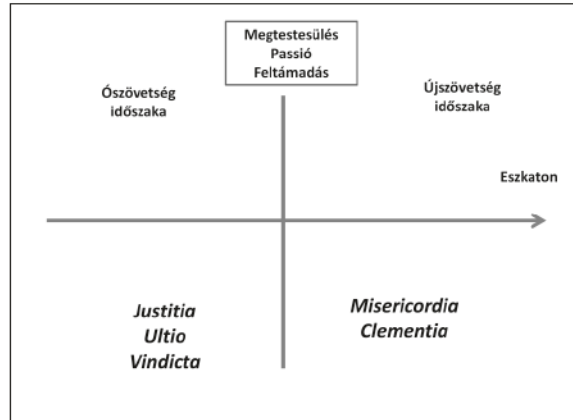 Megtestesülés
Passió
Feltámadás
Ószövetség
időszaka
Újszövetség
időszaka
Eszkaton
Justitia
Ultio
Vindicta
Misericordia
Clementia